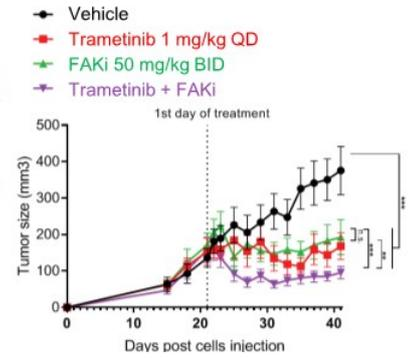 Vehicle
Trametinib 1 mg/kg QD
FAKi 50 mg/kg BID
Trametinib + FAKi
1st day of treatment
500
400
300
200
100
0
Tumor size (mm3)
0 10 20 30 40
Days post cells injection
n.s.
***
**
***